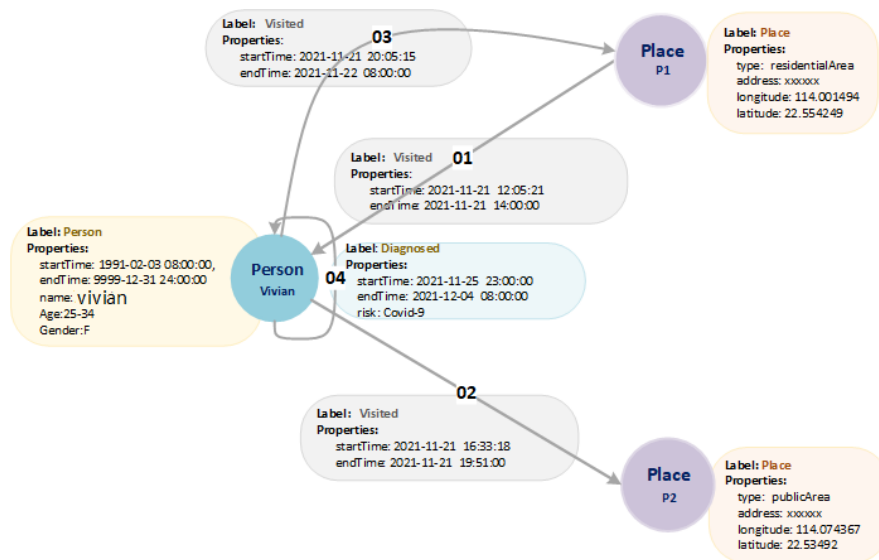 Label: Visited
Properties:
startTime: 2021-11-21 20:05:15
endTime: 2021-11-22 08:00:00
03
Place
P1
Label: Place
Properties:
type: residentialArea
address: xxxxxx
longitude: 114.001494
latitude: 22.554249
Label: Visited
01
Properties:
startTime: 2021-11-21 12:05:21
endTime: 2021-11-21 14:00:00
Label: Person
Properties:
startTime: 1991-02-03 08:00:00,
endTime: 9999-12-31 24:00:00
name: vivian
Age:25-34
Gender:F
Person
Vivian
04
Label: Diagnosed
Properties:
startTime: 2021-11-25 23:00:00
endTime: 2021-12-04 08:00:00
risk: Covid-9
02
Label: Visited
Properties:
startTime: 2021-11-21 16:33:18
endTime: 2021-11-21 19:51:00
Place
P2
Label: Place
Properties:
type: publicArea
address: xxxxxx
longitude: 114.074367
latitude: 22.53492